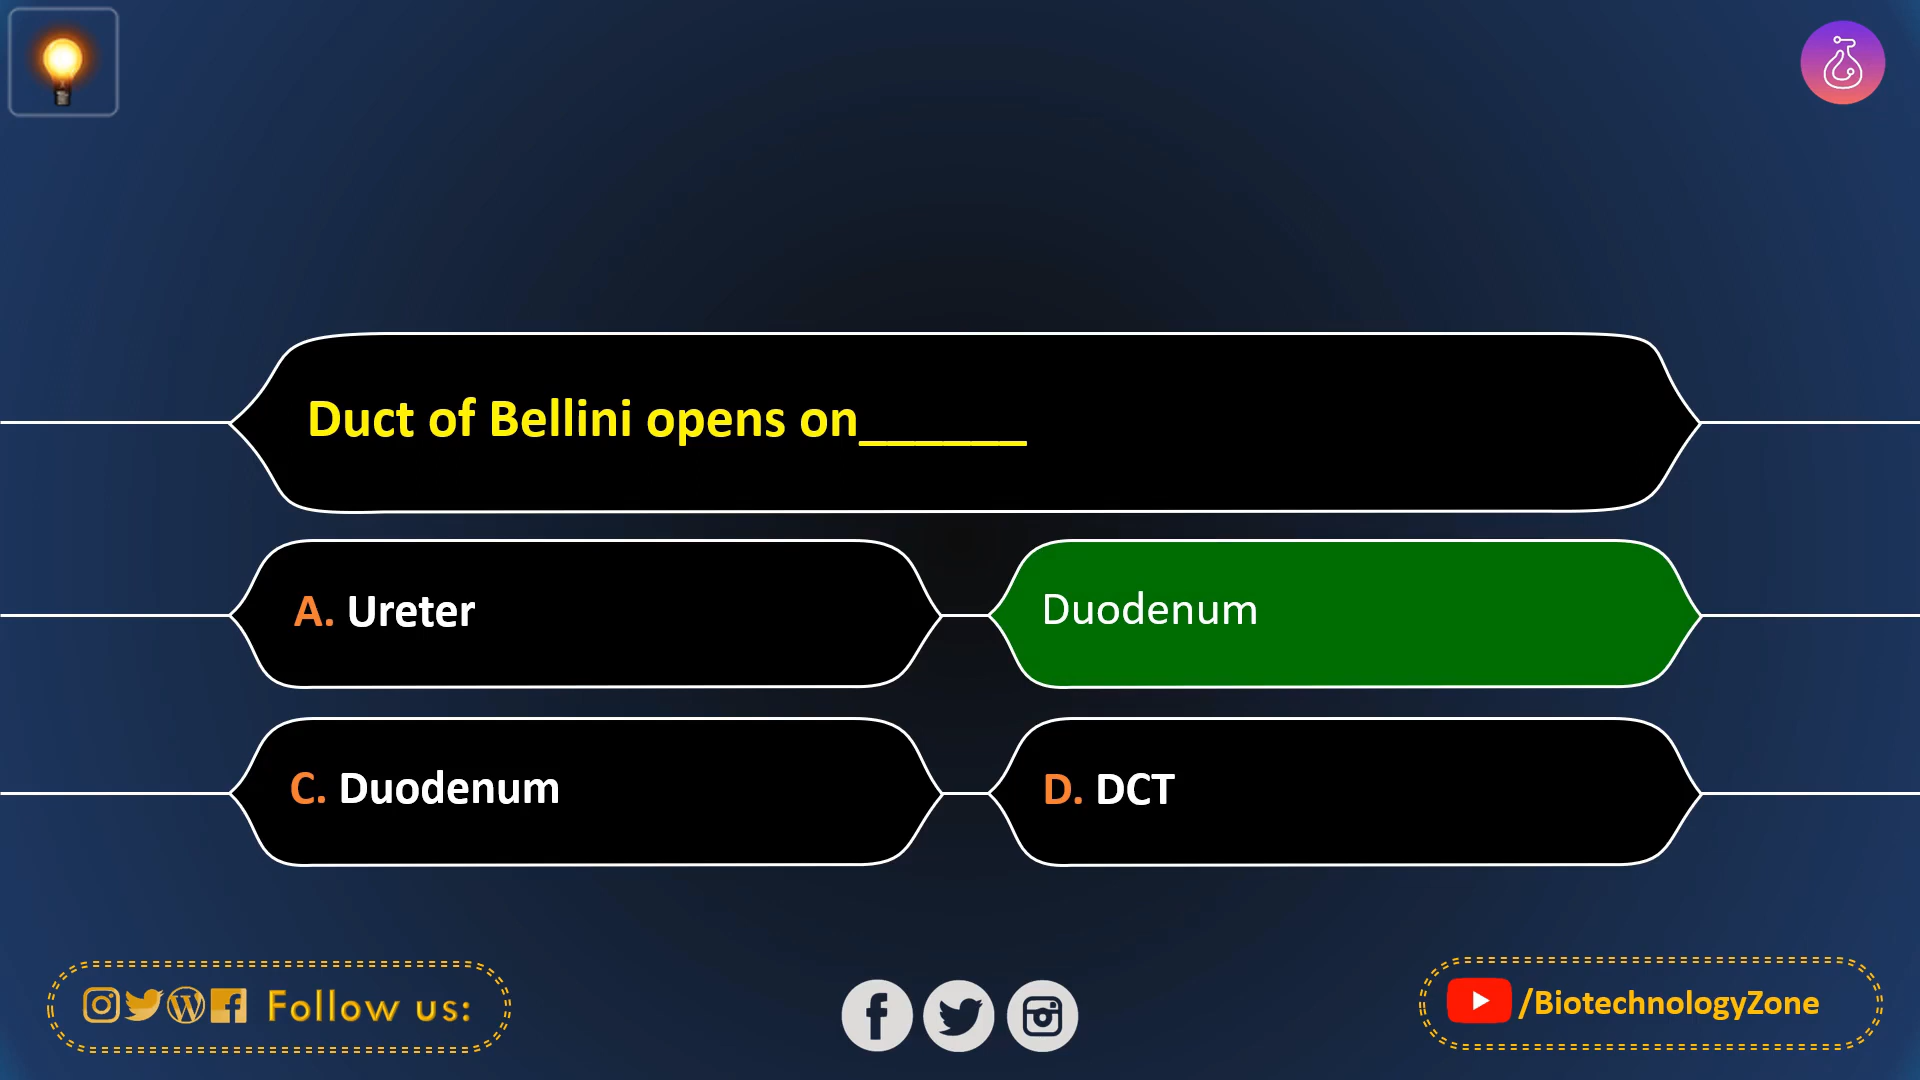 Duct of Bellini opens on______
A. Ureter
Duodenum
C. Duodenum
D. DCT
Follow us:
/BiotechnologyZone